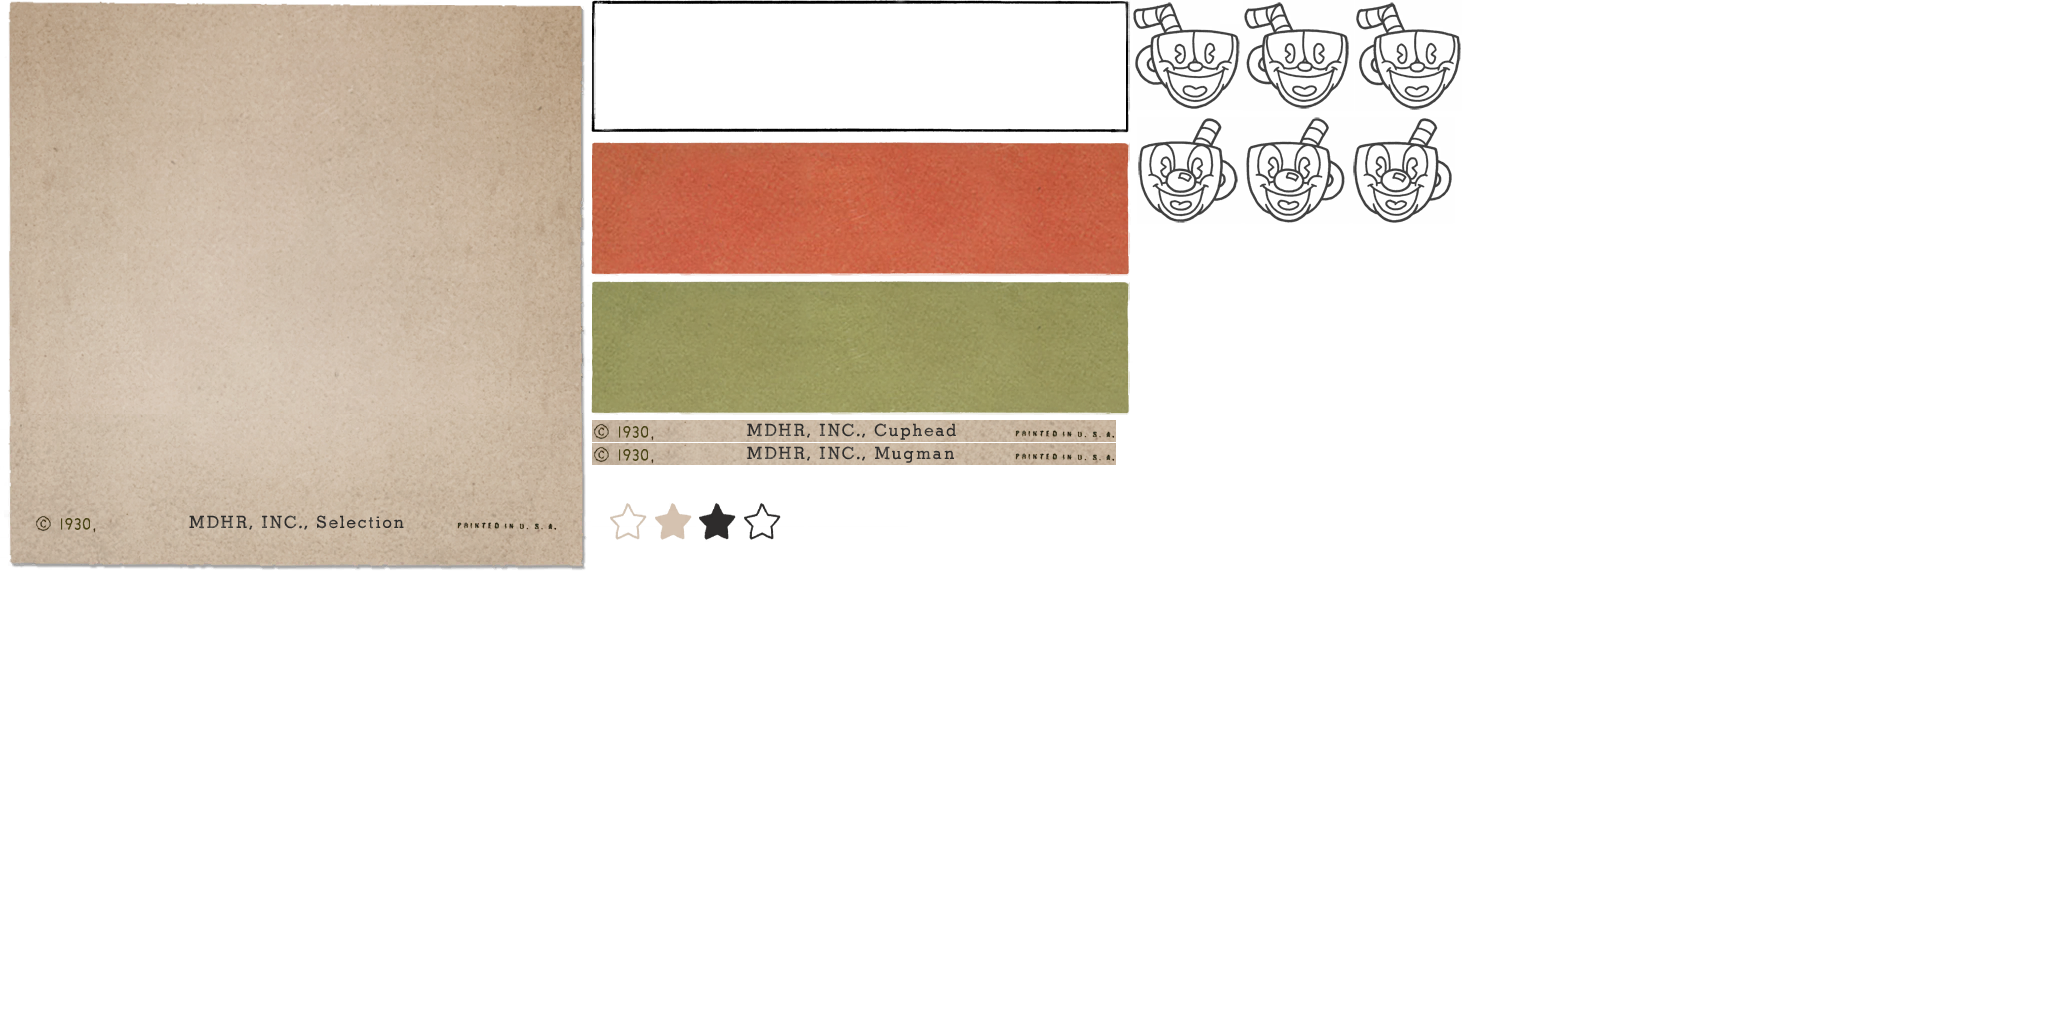 © 1930, MDHR, INC., Selection PRINTED IN U. S. A.
© 1930, MDHR, INC., Cuphead PRINTED IN U. S. A.
© 1930, MDHR, INC., Mugman PRINTED IN U. S. A.